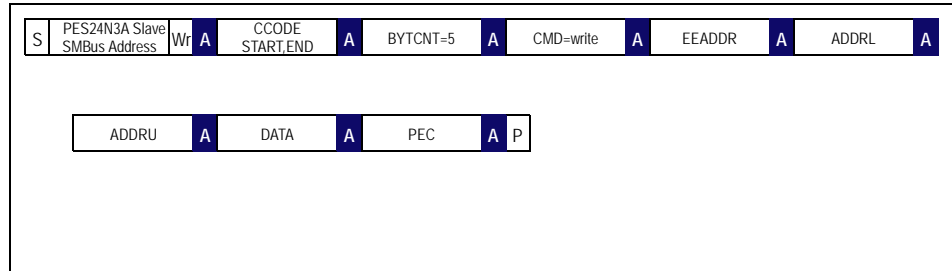 S PES24N3A Slave SMBus Address Wr A CCODE START,END A BYTCNT=5 A CMD=write A EEADDR A ADDRL A
ADDRU A DATA A PEC A P